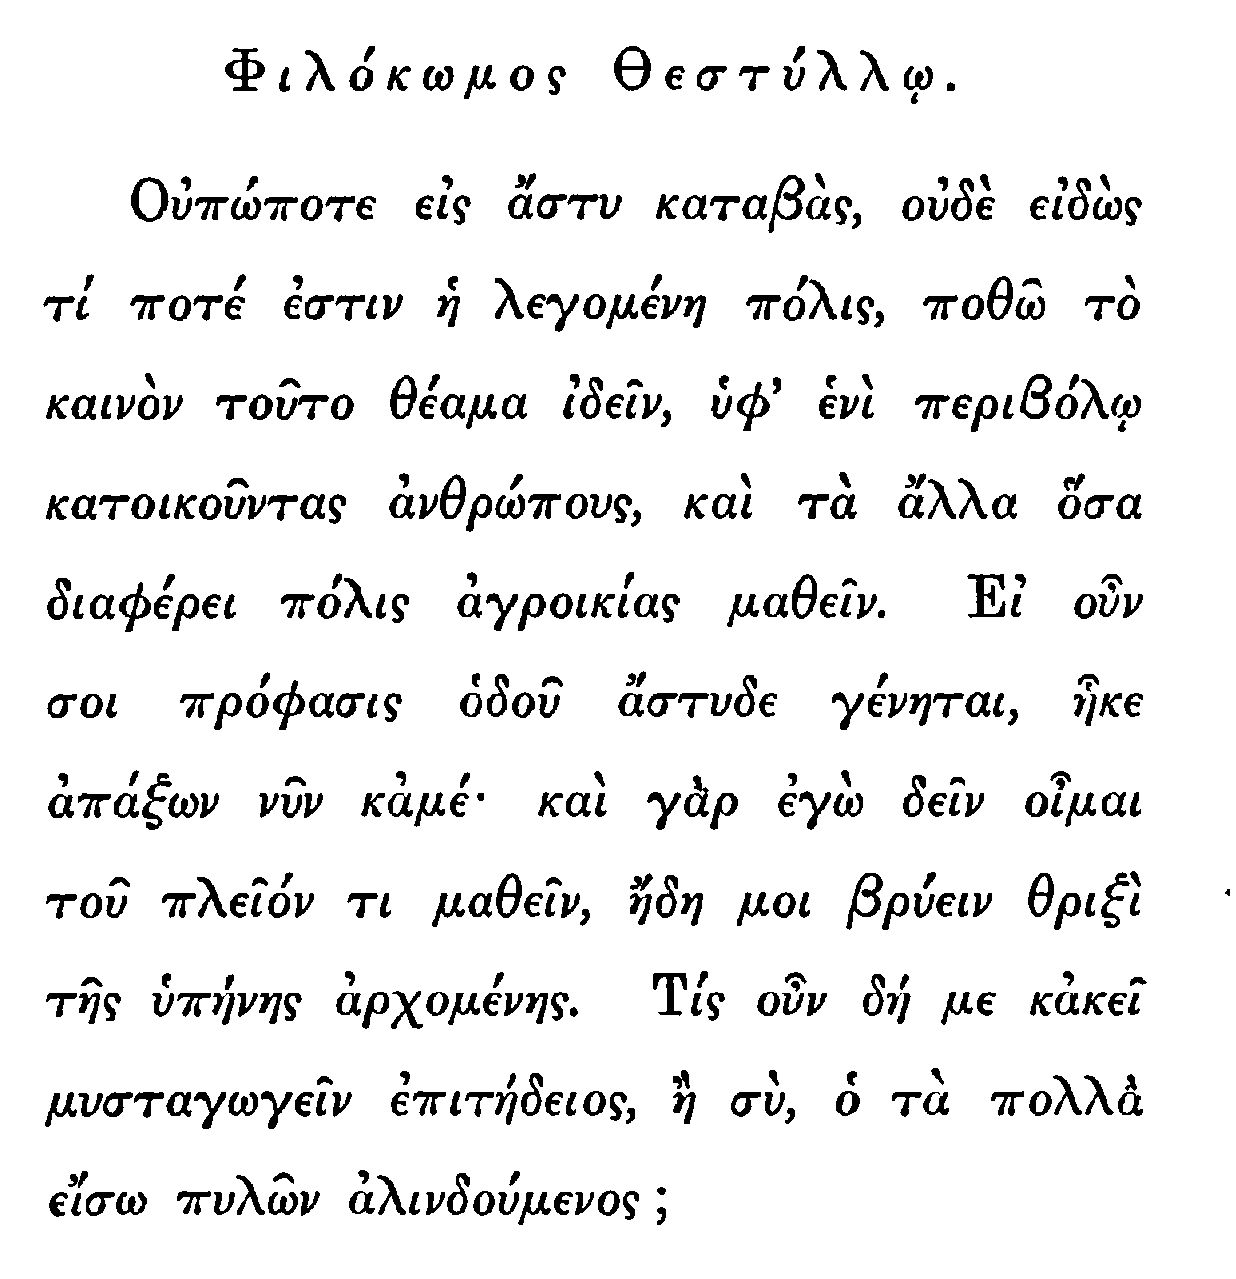 Φιλόκωμος Θεστύλλῳ.
Οὐπώποτε εἰς ἄστυ καταβὰς, οὐδὲ εἰδὼς
τί ποτέ ἐστιν ἡ λεγομένη πόλις, ποθῶ τὸ
καινὸν τοῦτο θέαμα ἰδεῖν, ὑφ’ ἑνὶ περιβόλῳ
κατοικοῦντας ἀνθρώπους, καὶ τὰ ἄλλα ὅσα
διαφέρει πόλις ἀγροικίας μαθεῖν. Εἰ οὖν
σοι πρόφασις ὁδοῦ ἄστυδε γένηται, ἧκε
ἀπάξων νῦν κἀμέ· καὶ γὰρ ἐγὼ δεῖν οἶμαι
τοῦ πλεῖόν τι μαθεῖν, ἤδη μοι βρύειν θριξὶ
τῆς ὑπήνης ἀρχομένης. Τίς οὖν δή με κἀκεῖ
μυσταγωγεῖν ἐπιτήδειος, ἢ σὺ, ὁ τὰ πολλὰ
εἴσω πυλῶν ἀλινδούμενος;